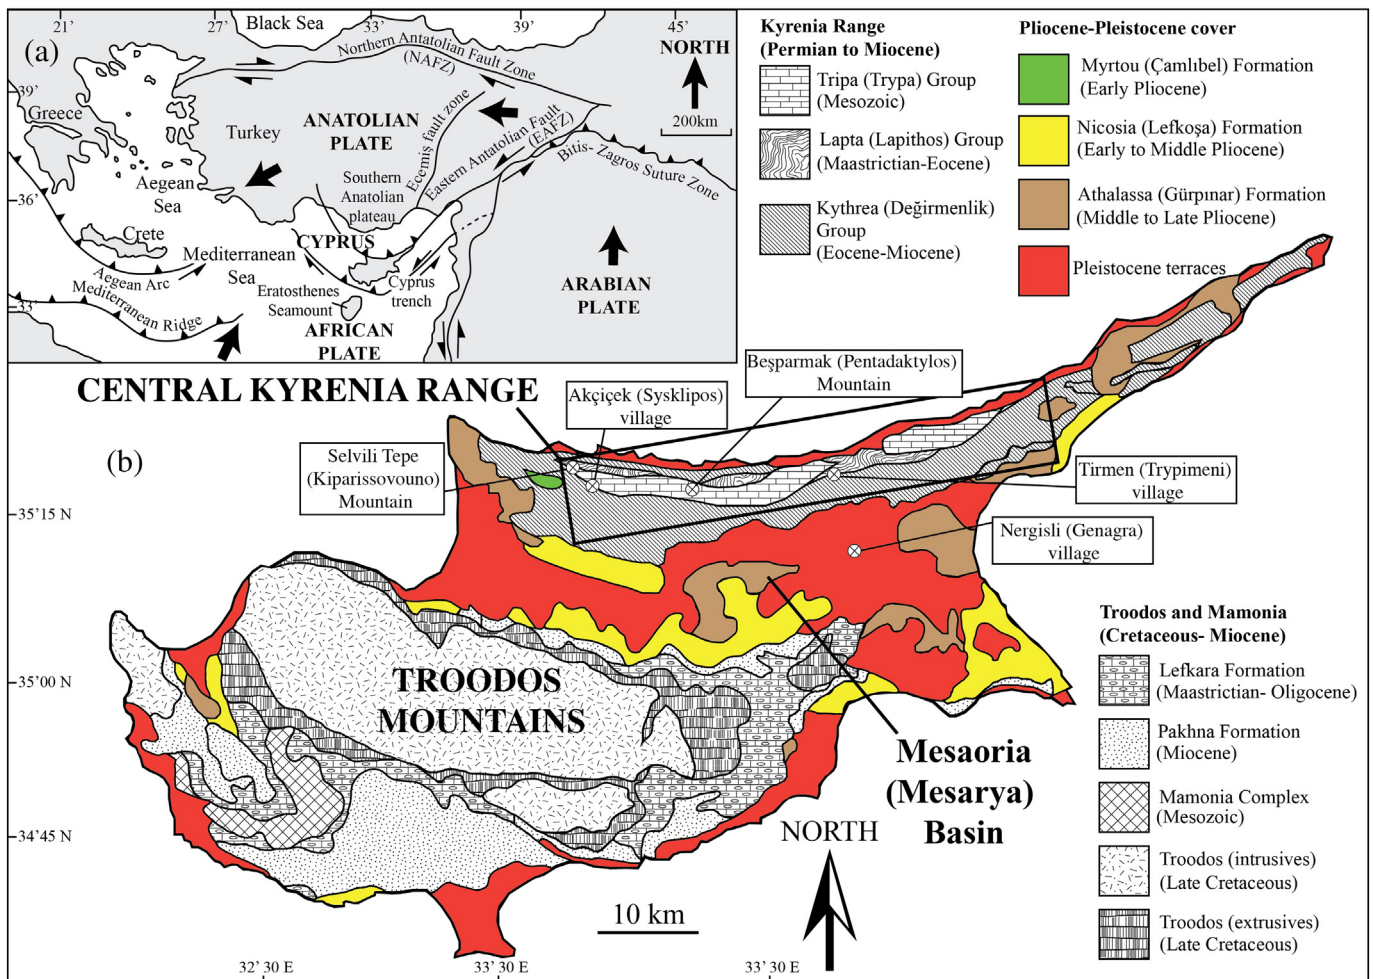 21'
27'
33'
39'
45'
Black Sea
(a)
Northern Antatolian Fault Zone
(NAFZ)
NORTH
200km
39'
Greece
Turkey
ANATOLIAN
PLATE
Ecemiş fault zone
Eastern Antatolian Fault
(EAFZ)
Bitis- Zagros Suture Zone
Aegean
Sea
Southern
Anatolian
plateau
36'
Crete
CYPRUS
Mediterranean
Sea
Aegean Arc
Mediterranean Ridge
Eratosthenes
Seamount
Cyprus
trench
ARABIAN
PLATE
33'
AFRICAN
PLATE
Kyrenia Range
(Permian to Miocene)
Tripa (Trypa) Group
(Mesozoic)
Lapta (Lapithos) Group
(Maastrictian-Eocene)
Kythrea (Değirmenlik)
Group
(Eocene-Miocene)
Pliocene-Pleistocene cover
Myrtou (Çamlıbel) Formation
(Early Pliocene)
Nicosia (Lefkoşa) Formation
(Early to Middle Pliocene)
Athalassa (Gürpınar) Formation
(Middle to Late Pliocene)
Pleistocene terraces
CENTRAL KYRENIA RANGE
Beşparmak (Pentadaktylos)
Mountain
Akçiçek (Sysklipos)
village
(b)
Selvili Tepe
(Kiparissovouno)
Mountain
Tirmen (Trypimeni)
village
Nergisli (Genagra)
village
35'15 N
35'00 N
34'45 N
TROODOS
MOUNTAINS
Mesaoria
(Mesarya)
Basin
NORTH
10 km
32' 30 E
33' 30 E
33' 30 E
Troodos and Mamonia
(Cretaceous- Miocene)
Lefkara Formation
(Maastrictian- Oligocene)
Pakhna Formation
(Miocene)
Mamonia Complex
(Mesozoic)
Troodos (intrusives)
(Late Cretaceous)
Troodos (extrusives)
(Late Cretaceous)